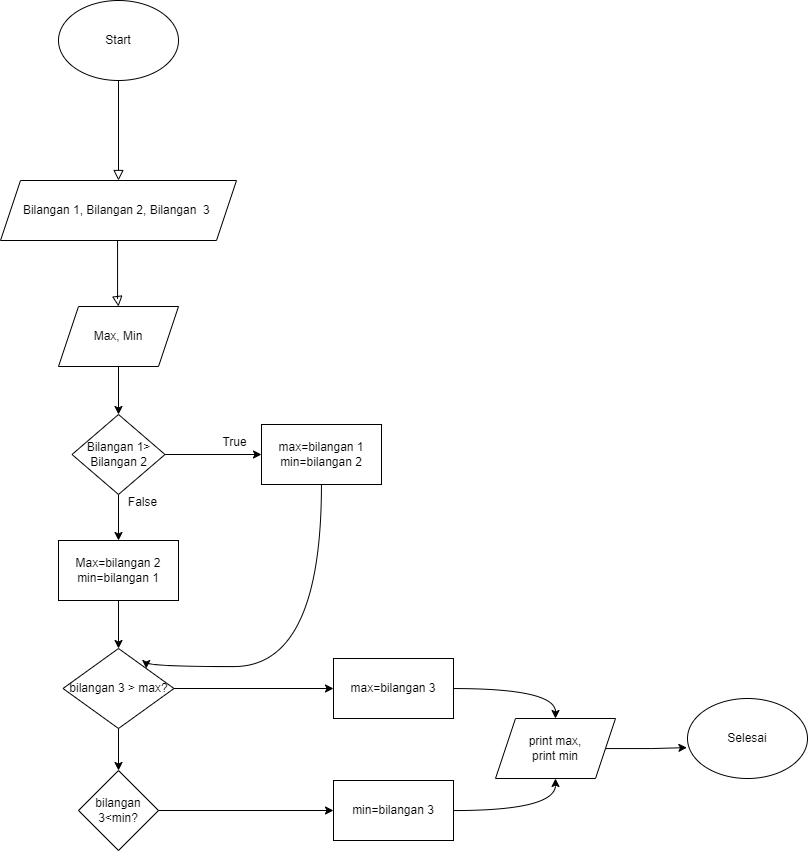 Start
Bilangan 1, Bilangan 2, Bilangan 3
Max, Min
Bilangan 1>
Bilangan 2
True
max=bilangan 1
min=bilangan 2
False
Max=bilangan 2
min=bilangan 1
bilangan 3 > max?
max=bilangan 3
print max,
print min
Selesai
bilangan
3<min?
min=bilangan 3